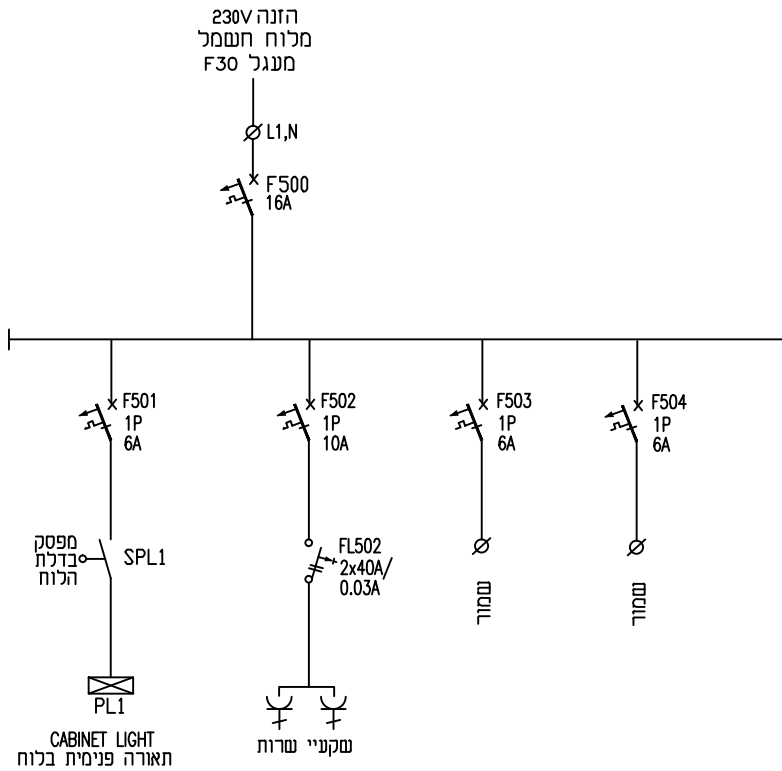 הזנה 230V
מלוח חשמל
מעגל F30
L1,N
F500
16A
F501
1P
6A
F502
1P
10A
F503
1P
6A
F504
1P
6A
מפסק
בדלת
הלוח
SPL1
FL502
2x40A/
0.03A
שמור
שמור
PL1
CABINET LIGHT
תאורה פנימית בלוח
שקעיי שרות